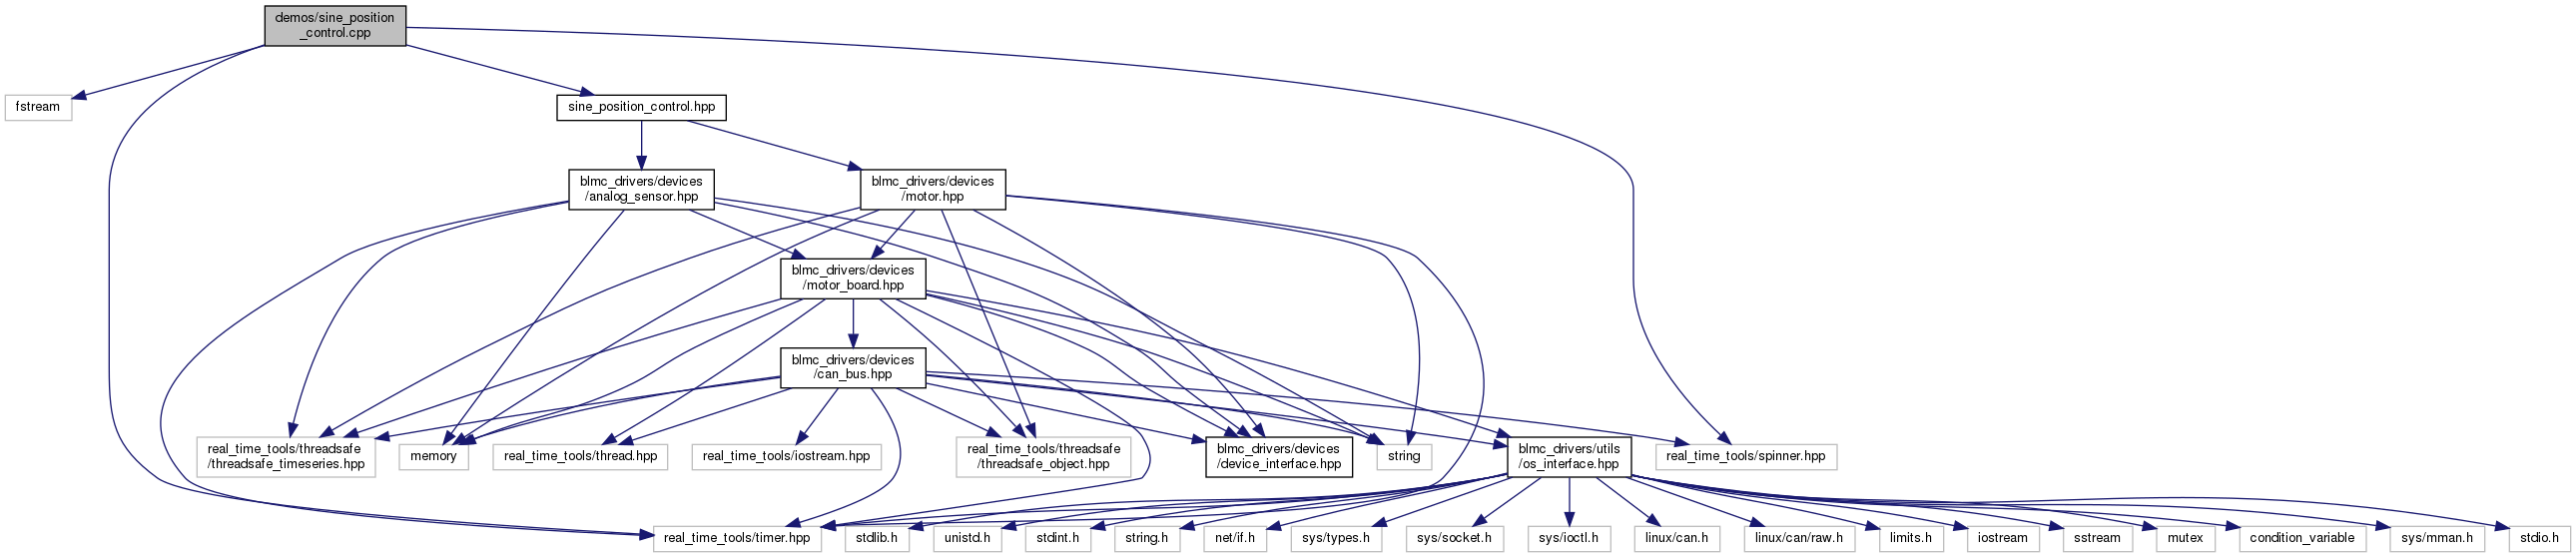 demos/sine_position
_control.cpp
fstream
sine_position_control.hpp
blmc_drivers/devices
/analog_sensor.hpp
blmc_drivers/devices
/motor.hpp
blmc_drivers/devices
/motor_board.hpp
blmc_drivers/devices
/can_bus.hpp
real_time_tools/threadsafe
/threadsafe_timeseries.hpp
memory
real_time_tools/thread.hpp
real_time_tools/iostream.hpp
real_time_tools/threadsafe
/threadsafe_object.hpp
blmc_drivers/devices
/device_interface.hpp
string
blmc_drivers/utils
/os_interface.hpp
real_time_tools/spinner.hpp
real_time_tools/timer.hpp
stdlib.h
unistd.h
stdint.h
string.h
net/if.h
sys/types.h
sys/socket.h
sys/ioctl.h
linux/can.h
linux/can/raw.h
limits.h
iostream
sstream
mutex
condition_variable
sys/mman.h
stdio.h